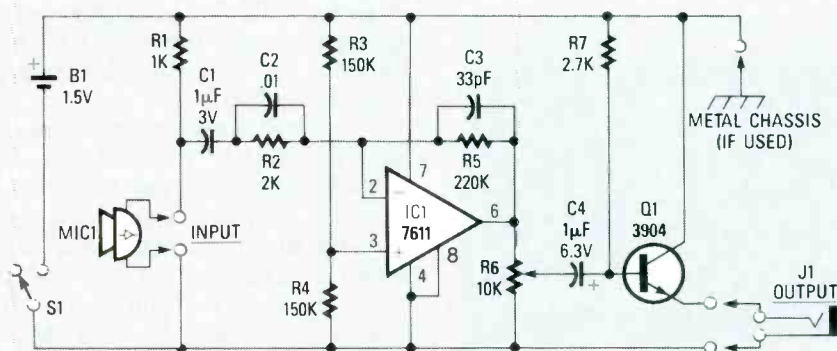 +
B1
1.5V
S1
R1
1K
C1
1µF
3V
C2
.01
R2
2K
MIC1
INPUT
R3
150K
R4
150K
2
3
7
IC1
7611
4
8
6
C3
33pF
R5
220K
R6
10K
C4
1µF
6.3V
+
R7
2.7K
Q1
3904
METAL CHASSIS
(IF USED)
J1
OUTPUT